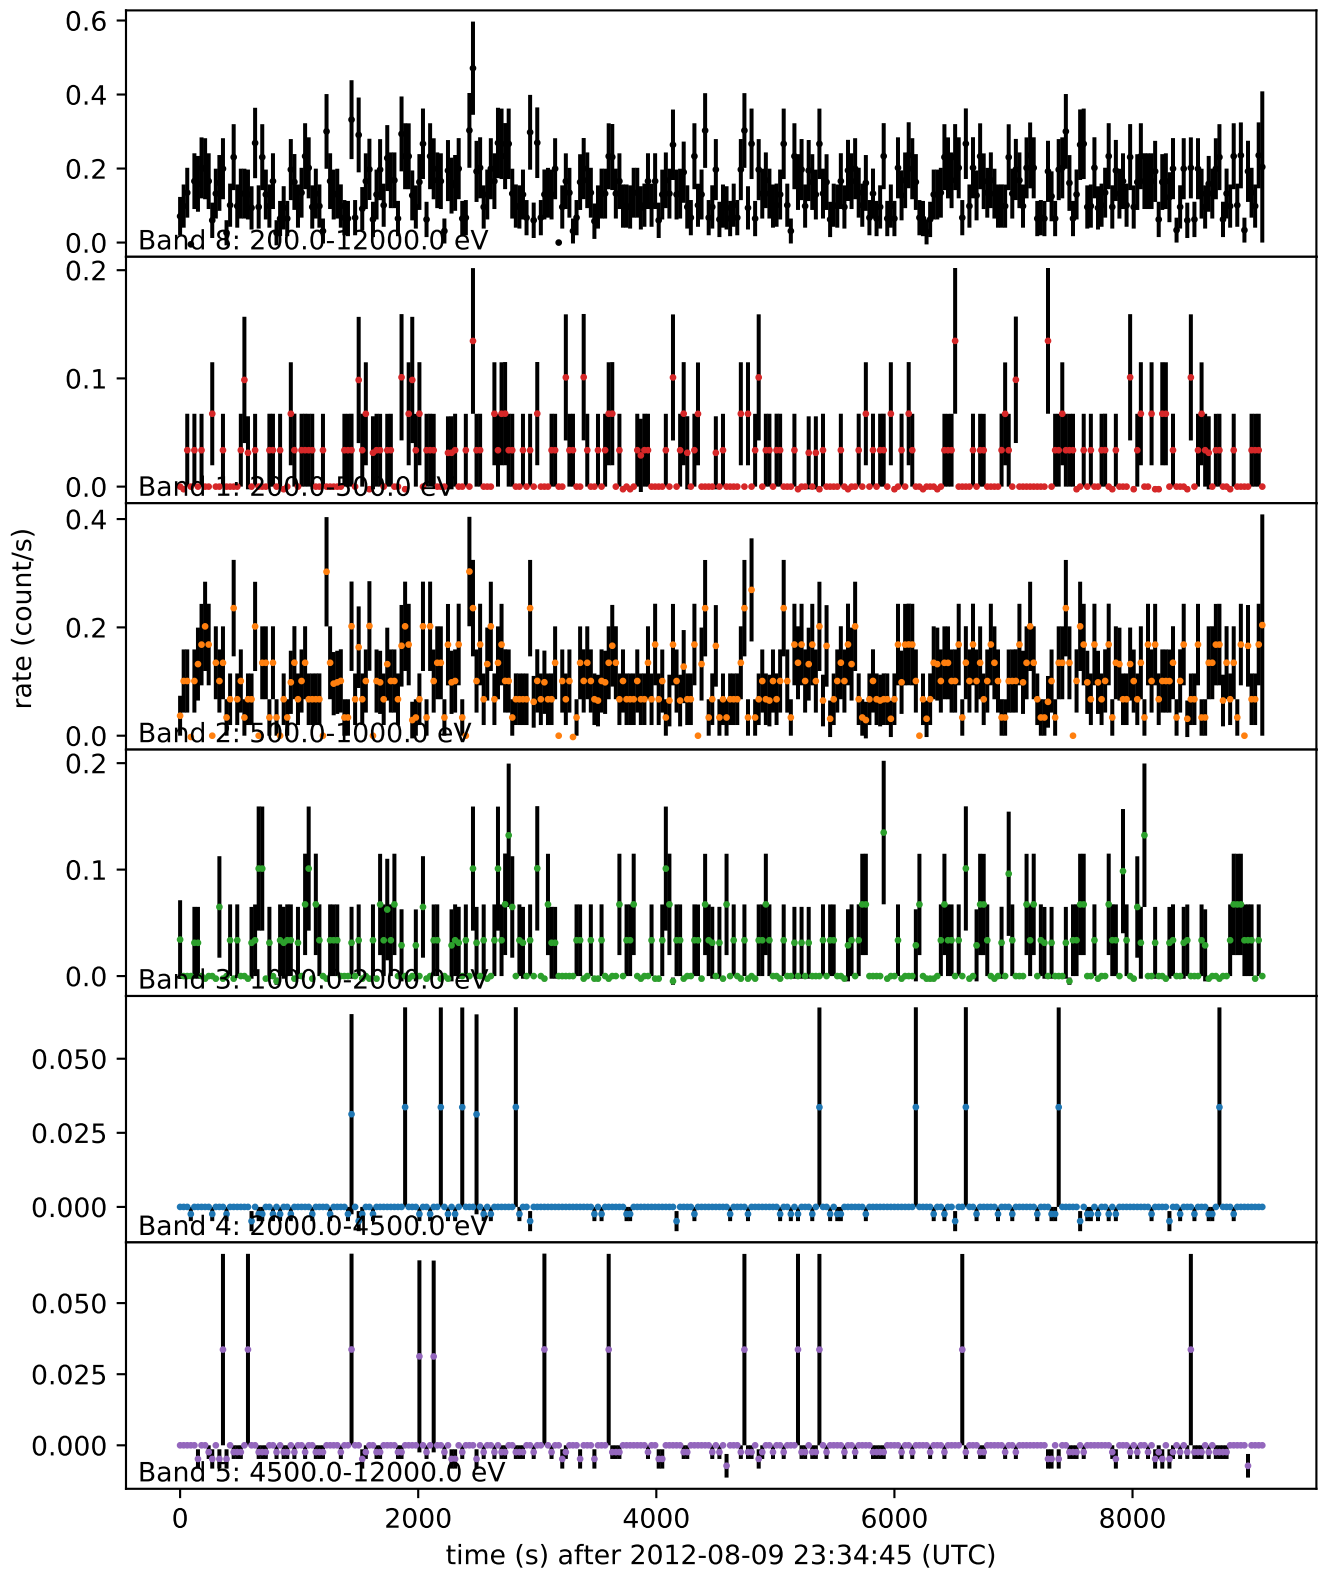 0.6
0.4
0.2
0.0
Band 8: 200.0-12000.0 eV
0.2
0.1
0.0
Band 1: 200.0-500.0 eV
0.4
0.2
0.0
Band 2: 500.0-1000.0 eV
rate (count/s)
0.2
0.1
0.0
Band 3: 1000.0-2000.0 eV
0.050
0.025
0.000
Band 4: 2000.0-4500.0 eV
0.050
0.025
0.000
Band 5: 4500.0-12000.0 eV
0 2000 4000 6000 8000
time (s) after 2012-08-09 23:34:45 (UTC)